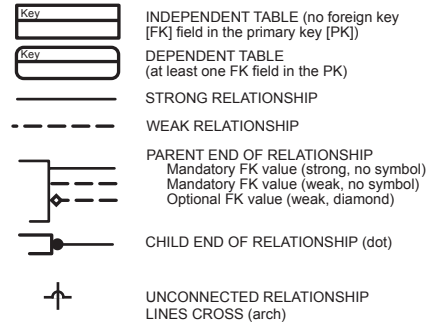 Key
INDEPENDENT TABLE (no foreign key
[FK] field in the primary key [PK])
Key
DEPENDENT TABLE
(at least one FK field in the PK)
STRONG RELATIONSHIP
WEAK RELATIONSHIP
PARENT END OF RELATIONSHIP
Mandatory FK value (strong, no symbol)
Mandatory FK value (weak, no symbol)
Optional FK value (weak, diamond)
CHILD END OF RELATIONSHIP (dot)
UNCONNECTED RELATIONSHIP
LINES CROSS (arch)